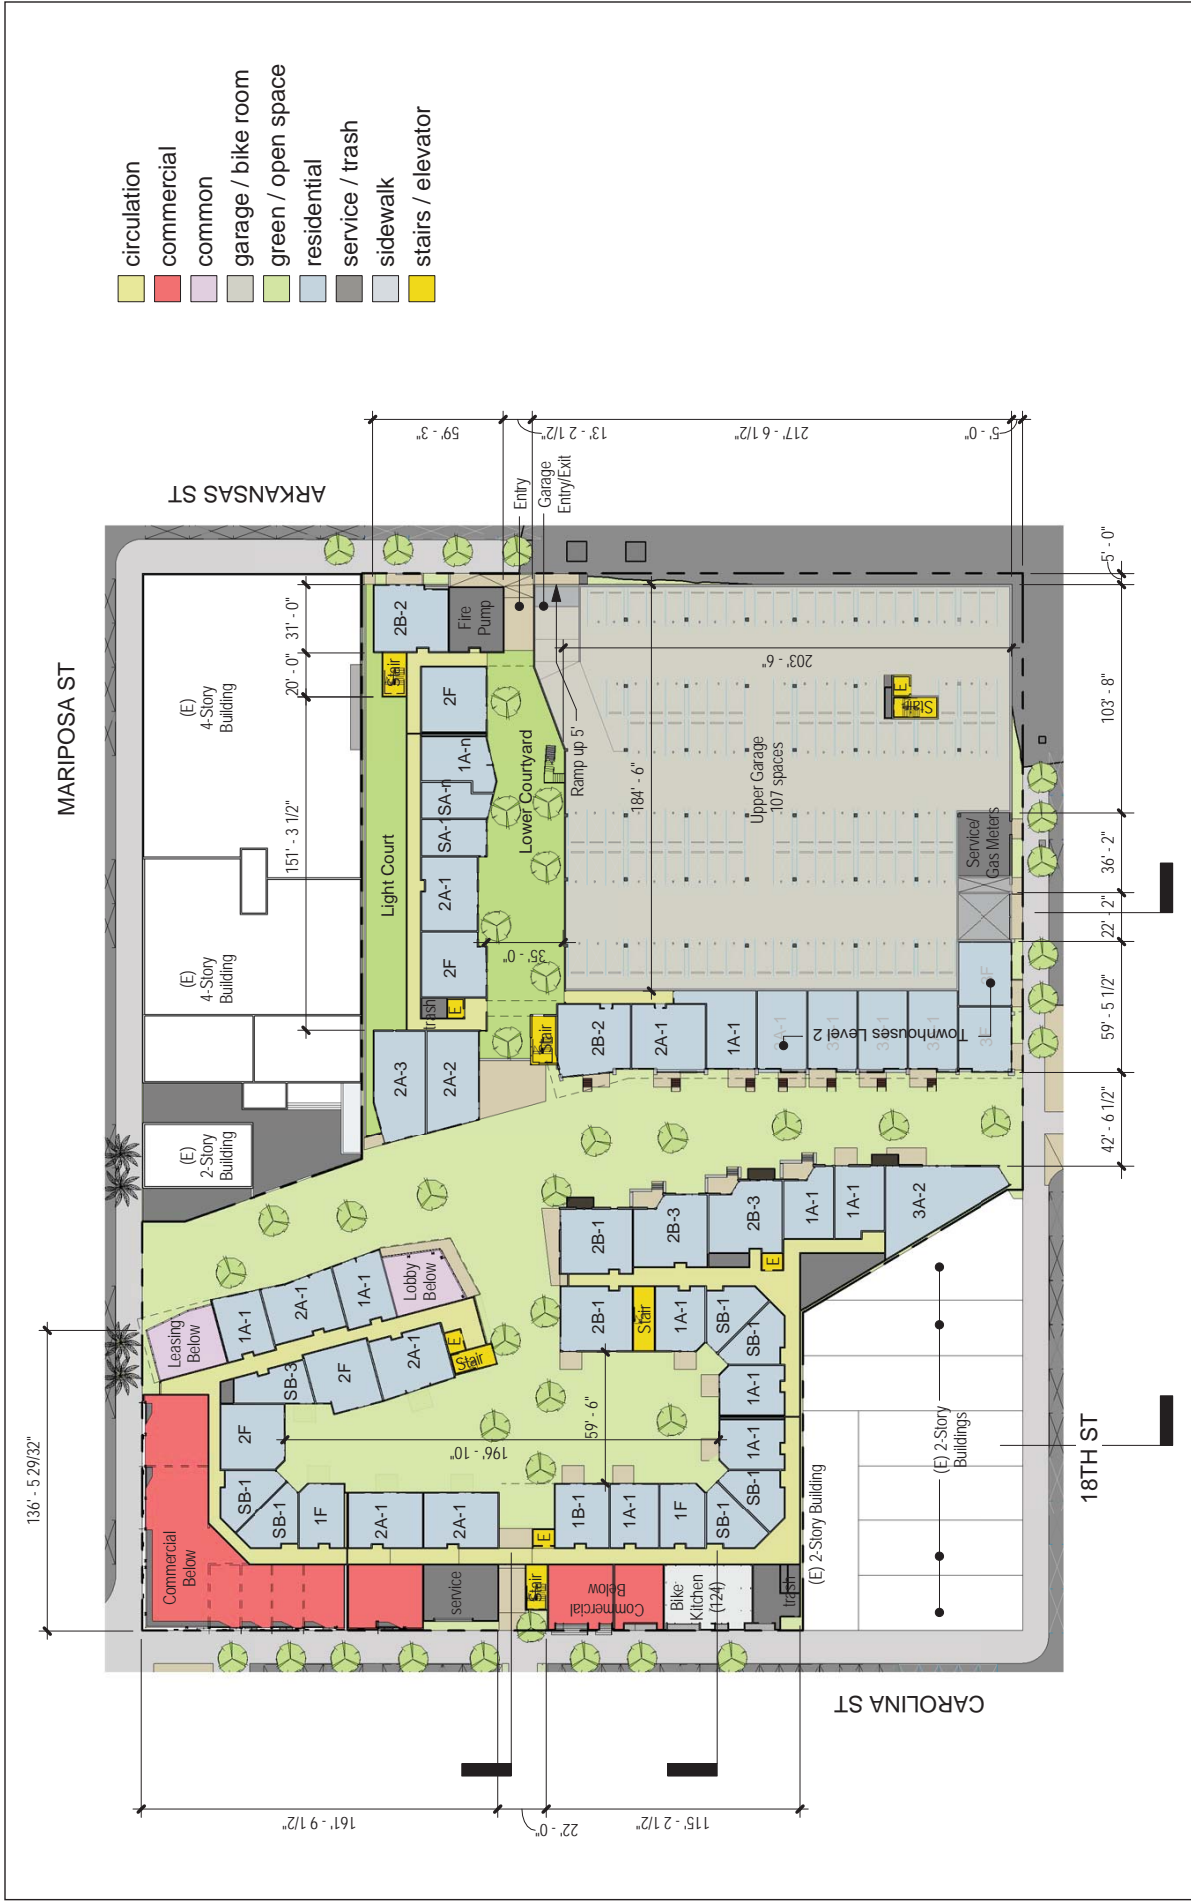 circulation
commercial
common
garage / bike room
green / open space
residential
service / trash
sidewalk
stairs / elevator
MARIPOSA ST
ARKANSAS ST
CAROLINA ST
18TH ST
136' - 5 29/32"
151' - 3 1/2"
20' - 0"
31' - 0"
59' - 3"
13' - 2 1/2"
217' - 6 1/2"
5' - 0"
5' - 0"
103' - 8"
36' - 2"
22' - 2"
59' - 5 1/2"
42' - 6 1/2"
161' - 9 1/2"
22' - 0"
115' - 2 1/2"
196' - 10"
59' - 6"
35' - 0"
184' - 6"
203' - 6"
(E)
4-Story
Building
(E)
4-Story
Building
(E)
2-Story
Building
(E) 2-Story Building
(E) 2-Story
Buildings
Entry
Garage
Entry/Exit
Ramp up 5'
Light Court
Lower Courtyard
Upper Garage
107 spaces
Service/
Gas Meters
Townhouses Level 2
2B-2
Fire
Pump
Stair
2F
1A-n
SA-n
SA-1
2A-1
2F
trash
E
2A-3
2A-2
Stair
2B-2
2A-1
1A-1
3F
Stair
E
Leasing
Below
1A-1
2A-1
1A-1
Lobby
Below
SB-3
2F
2A-1
E
Stair
2F
SB-1
SB-1
1F
2A-1
2A-1
Commercial
Below
service
Stair
E
Commercial
Below
Bike
Kitchen
(124)
trash
1B-1
1A-1
1F
SB-1
SB-1
1A-1
1A-1
SB-1
SB-1
1A-1
Stair
2B-1
2B-1
2B-3
2B-3
E
1A-1
1A-1
3A-2